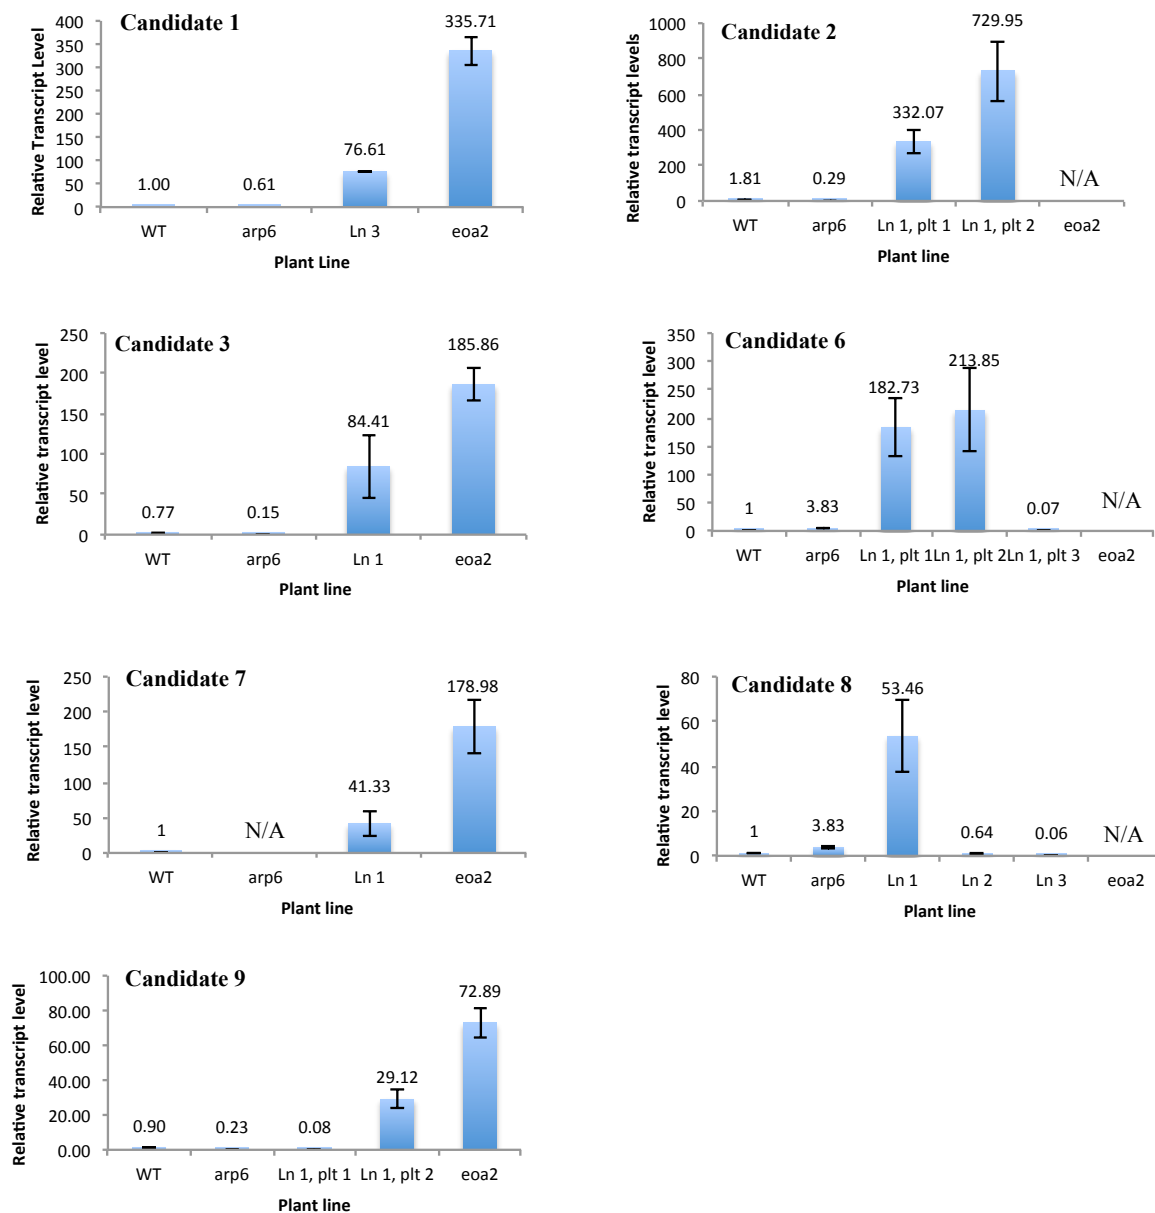 Candidate 1
Relative Transcript Level
400
350
300
250
200
150
100
50
0
1.00
0.61
76.61
335.71
WT
arp6
Ln 3
eoa2
Plant Line
Candidate 2
Relative transcript levels
1000
800
600
400
200
0
1.81
0.29
332.07
729.95
N/A
WT
arp6
Ln 1, plt 1
Ln 1, plt 2
eoa2
Plant line
Candidate 3
Relative transcript level
250
200
150
100
50
0
0.77
0.15
84.41
185.86
WT
arp6
Ln 1
eoa2
Plant line
Candidate 6
Relative transcript level
350
300
250
200
150
100
50
0
1
3.83
182.73
213.85
0.07
N/A
WT
arp6
Ln 1, plt 1
Ln 1, plt 2
Ln 1, plt 3
eoa2
Plant line
Candidate 7
Relative transcript level
250
200
150
100
50
0
1
N/A
41.33
178.98
WT
arp6
Ln 1
eoa2
Plant line
Candidate 8
Relative transcript level
80
60
40
20
0
1
3.83
53.46
0.64
0.06
N/A
WT
arp6
Ln 1
Ln 2
Ln 3
eoa2
Plant line
Candidate 9
Relative transcript level
100.00
80.00
60.00
40.00
20.00
0.00
0.90
0.23
0.08
29.12
72.89
WT
arp6
Ln 1, plt 1
Ln 1, plt 2
eoa2
Plant line